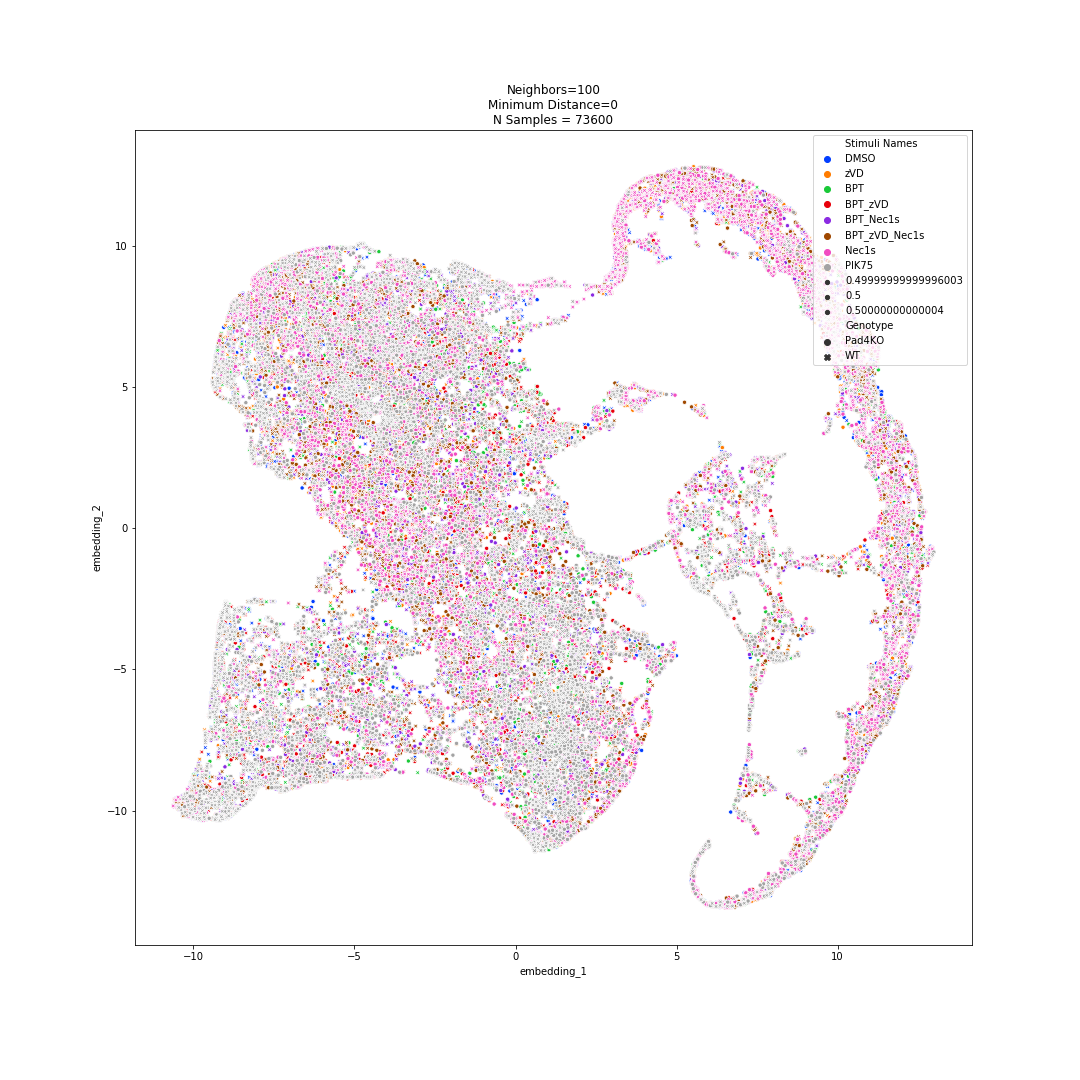 Neighbors=100
Minimum Distance=0
N Samples = 73600
Stimuli Names
DMSO
zVD
BPT
BPT_zVD
BPT_Nec1s
BPT_zVD_Nec1s
Nec1s
PIK75
0.49999999999996003
0.5
0.50000000000004
Genotype
Pad4KO
WT
10
5
0
−5
−10
embedding_2
−10
−5
0
5
10
embedding_1